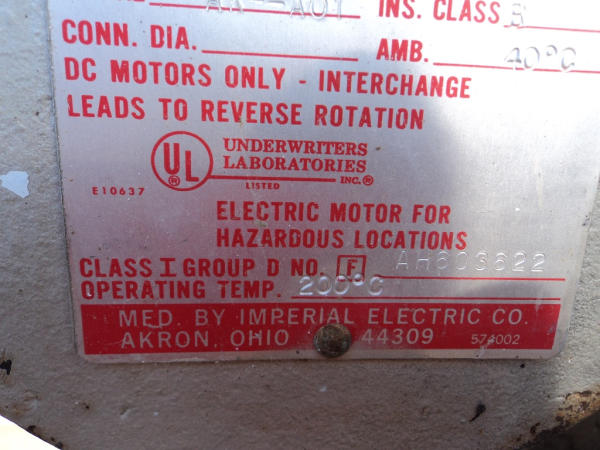 INS. CLASS B
CONN. DIA. AMB. 40°C
DC MOTORS ONLY - INTERCHANGE
LEADS TO REVERSE ROTATION
UL ® UNDERWRITERS
LABORATORIES
INC.®
LISTED
E10637
ELECTRIC MOTOR FOR
HAZARDOUS LOCATIONS
CLASS I GROUP D NO. F AH603622
OPERATING TEMP. 200°C
MFD. BY IMPERIAL ELECTRIC CO.
AKRON, OHIO 44309 574002